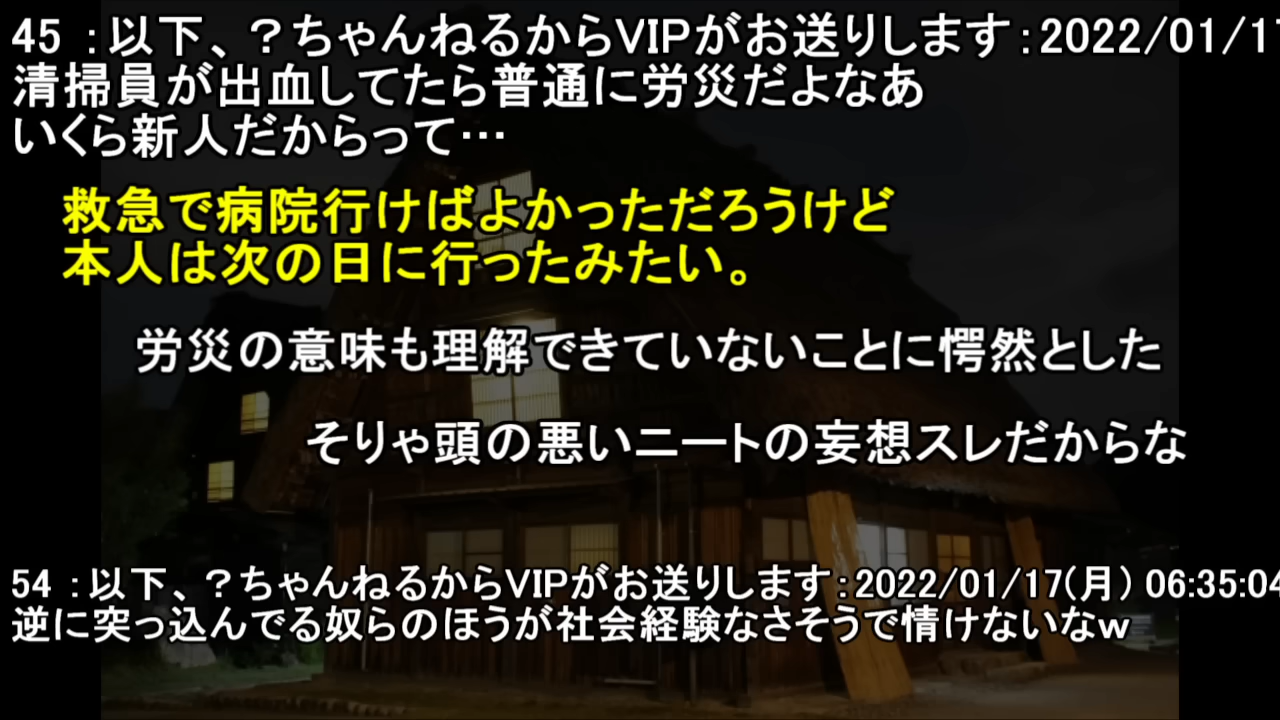 45 ：以下、？ちゃんねるからVIPがお送りします：2022/01/17
清掃員が出血してたら普通に労災だよなあ
いくら新人だからって…
救急で病院行けばよかっただろうけど
本人は次の日に行ったみたい。
労災の意味も理解できていないことに愕然とした
そりゃ頭の悪いニートの妄想スレだからな
54 ：以下、？ちゃんねるからVIPがお送りします：2022/01/17(月) 06:35:04
逆に突っ込んでる奴らのほうが社会経験なさそうで情けないなｗ